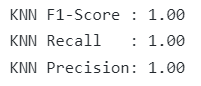 KNN F1-Score : 1.00
KNN Recall   : 1.00
KNN Precision: 1.00